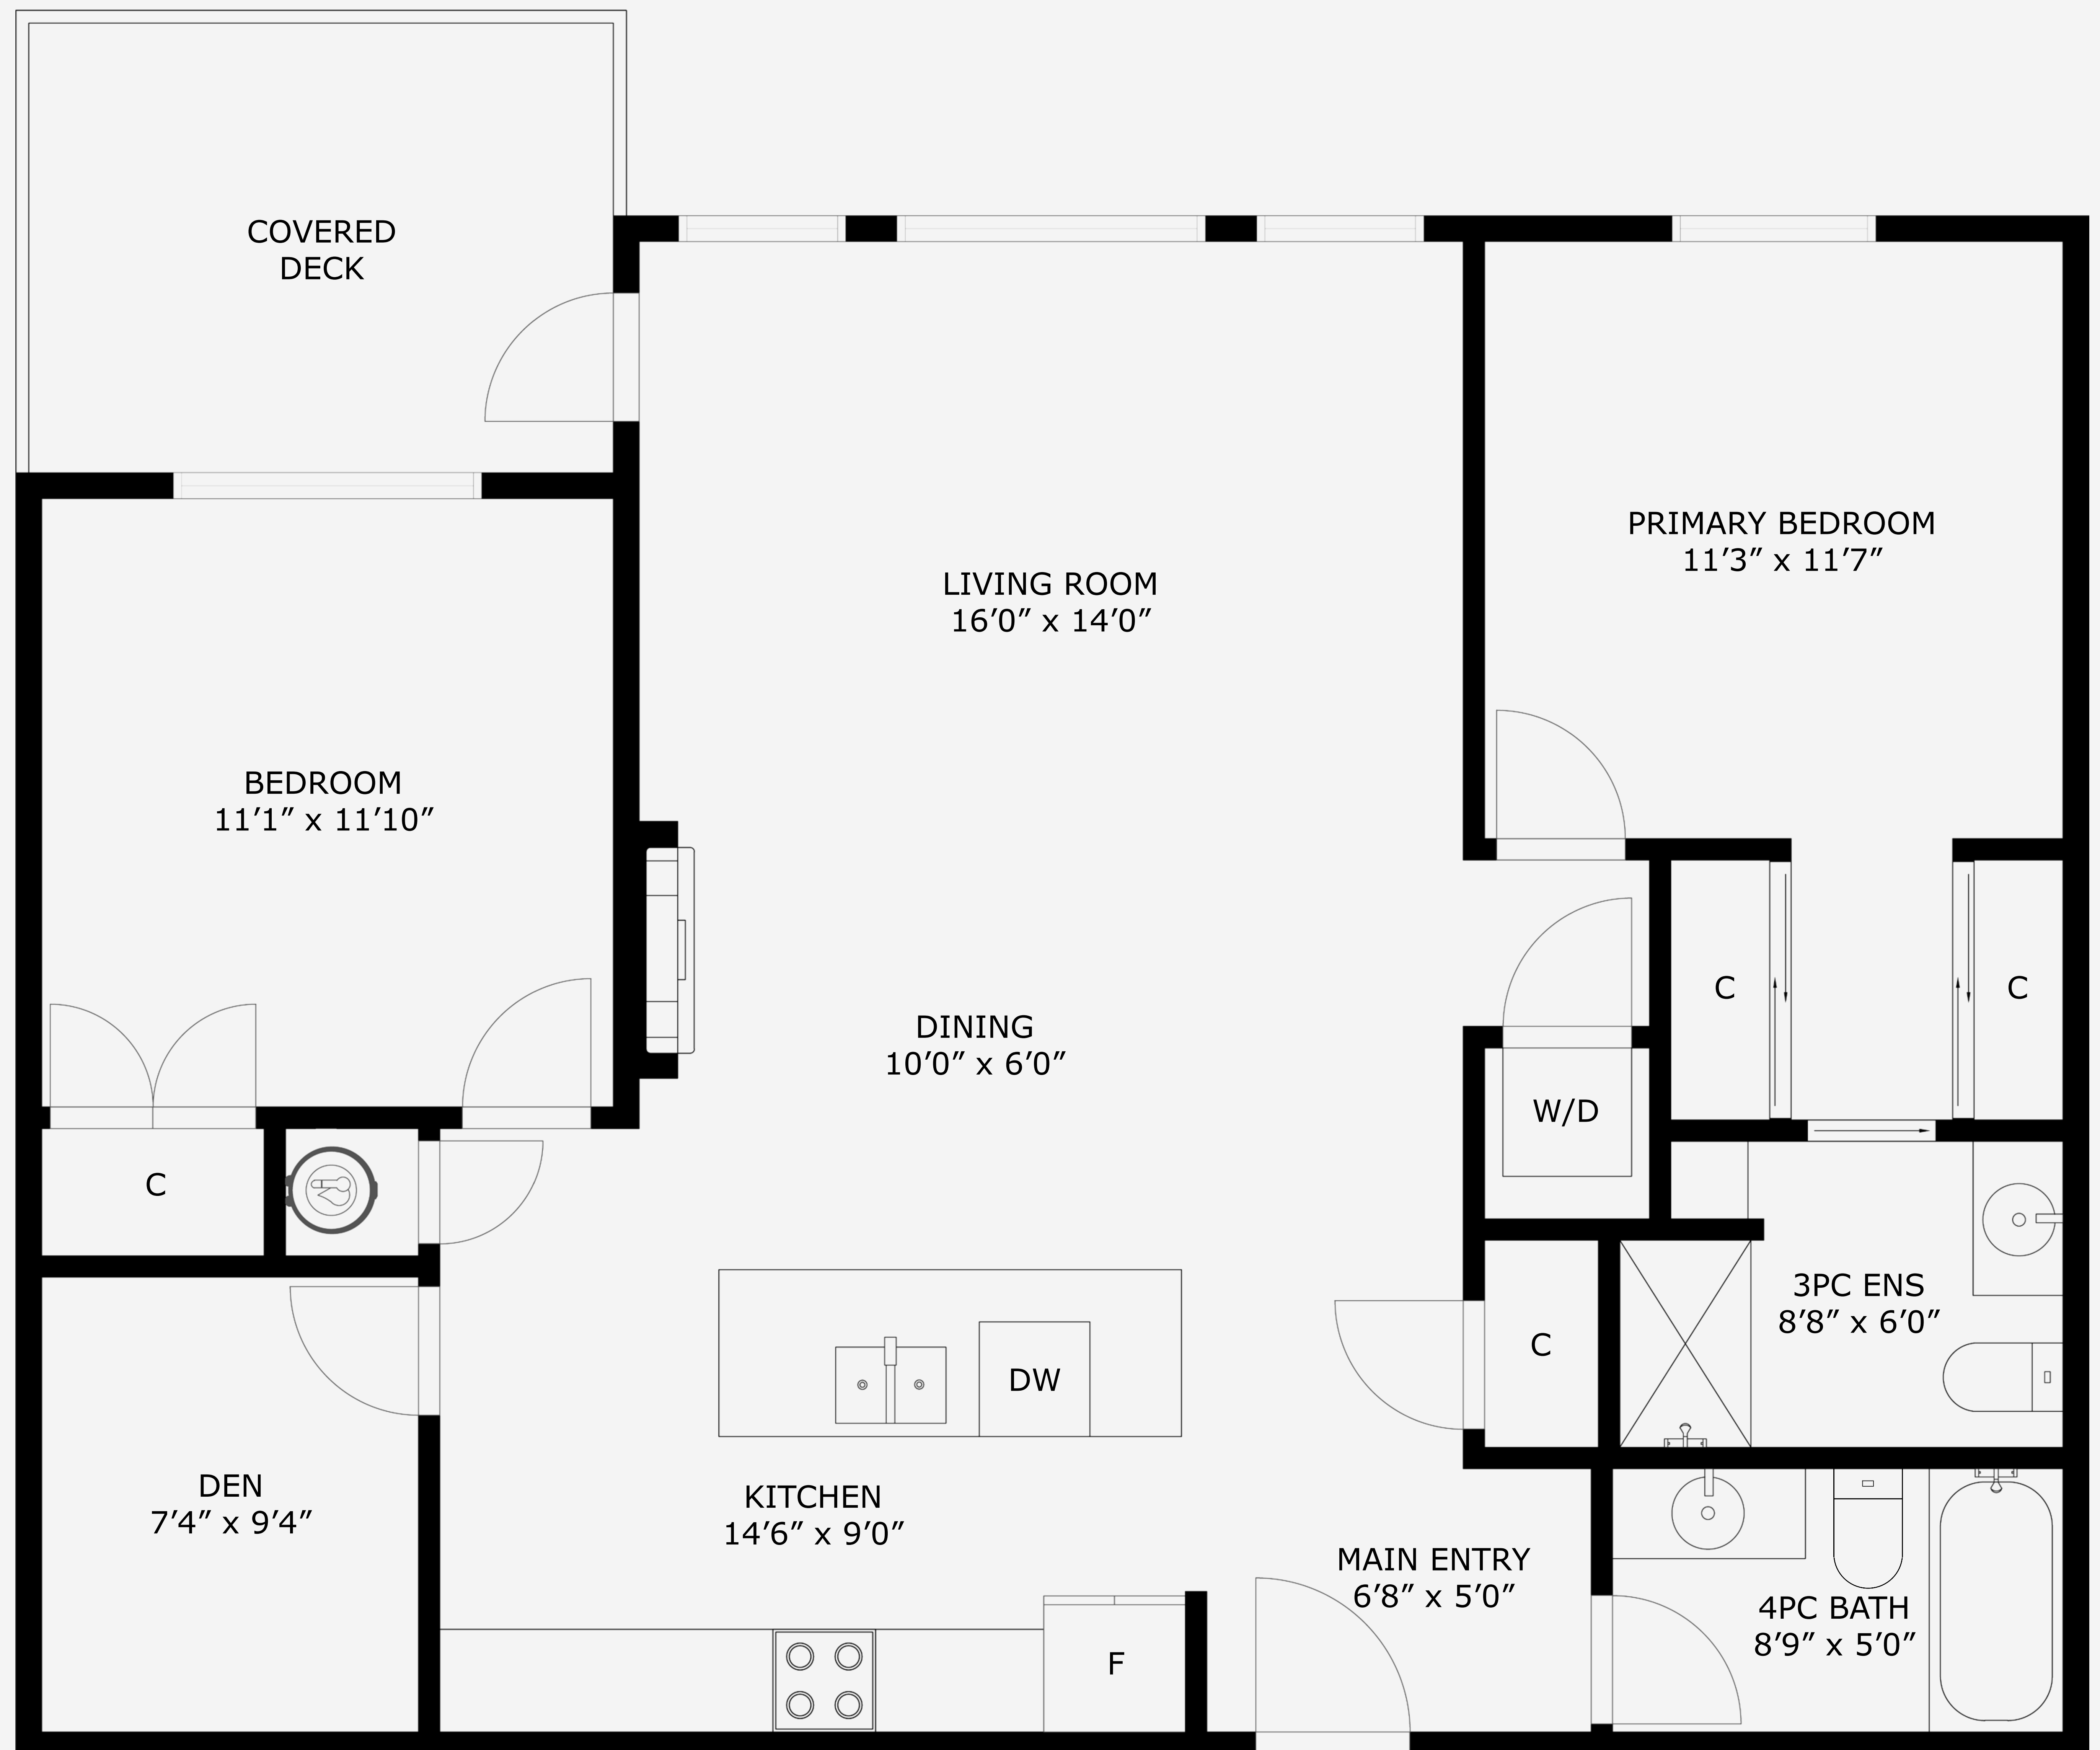 COVERED
DECK
PRIMARY BEDROOM
11’3” x 11’7”
LIVING ROOM
16’0” x 14’0”
BEDROOM
11’1” x 11’10”
C
C
DINING
10’0” x 6’0”
W/D
C
3PC ENS
8’8” x 6’0”
C
DW
DEN
7’4” x 9’4”
KITCHEN
14’6” x 9’0”
MAIN ENTRY
6’8” x 5’0”
4PC BATH
8’9” x 5’0”
F